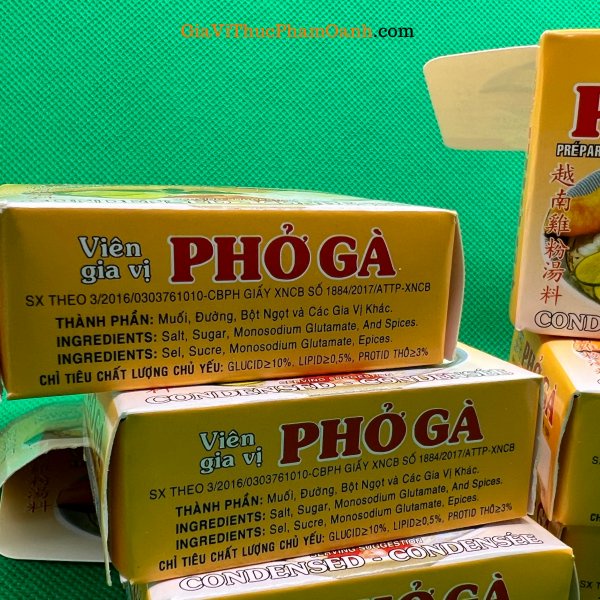 GiaViThucPhamOanh.com
Viên
gia vị
PHỞ GÀ
SX THEO 3/2016/0303761010-CBPH GIẤY XNCB SỐ 1884/2017/ATTP-XNCB
THÀNH PHẦN: Muối, Đường, Bột Ngọt và Các Gia Vị Khác.
INGREDIENTS: Salt, Sugar, Monosodium Glutamate, And Spices.
INGREDIENTS: Sel, Sucre, Monosodium Glutamate, Epices.
CHỈ TIÊU CHẤT LƯỢNG CHỦ YẾU: GLUCID≥10%, LIPID≥0,5%, PROTID THÔ≥3%
CONDENSED - CONDENSÉE
Viên
gia vị
PHỞ GÀ
SX THEO 3/2016/0303761010-CBPH GIẤY XNCB SỐ 1884/2017/ATTP-XNCB
THÀNH PHẦN: Muối, Đường, Bột Ngọt và Các Gia Vị Khác.
INGREDIENTS: Salt, Sugar, Monosodium Glutamate, And Spices.
INGREDIENTS: Sel, Sucre, Monosodium Glutamate, Epices.
CHỈ TIÊU CHẤT LƯỢNG CHỦ YẾU: GLUCID≥10%, LIPID≥0,5%, PROTID THÔ≥3%
SERVING SUGGESTION
CONDENSED - CONDENSÉE
越南雞粉湯料